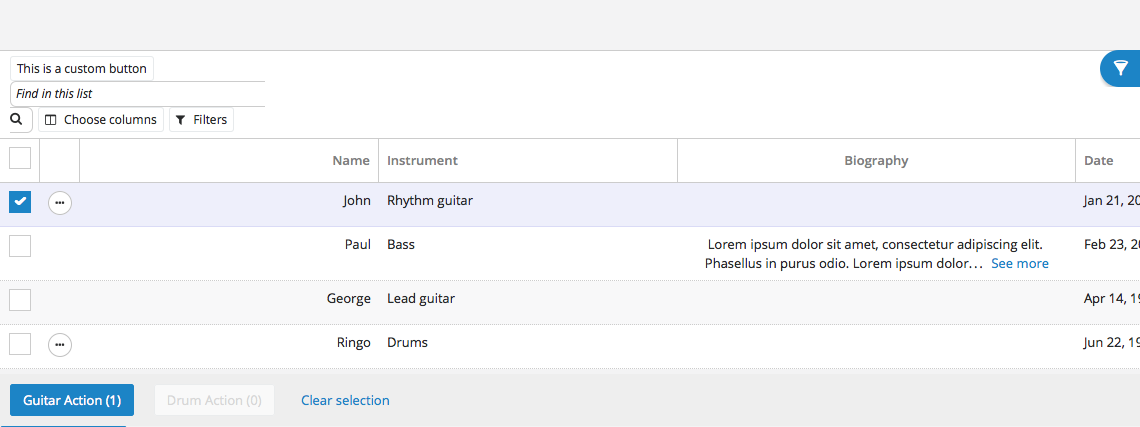 This is a custom button
Find in this list
Choose columns Filters
Name Instrument Biography Date
John Rhythm guitar Jan 21, 20
Paul Bass Lorem ipsum dolor sit amet, consectetur adipiscing elit. Feb 23, 20
Phasellus in purus odio. Lorem ipsum dolor... See more
George Lead guitar Apr 14, 19
Ringo Drums Jun 22, 19
Guitar Action (1) Drum Action (0) Clear selection